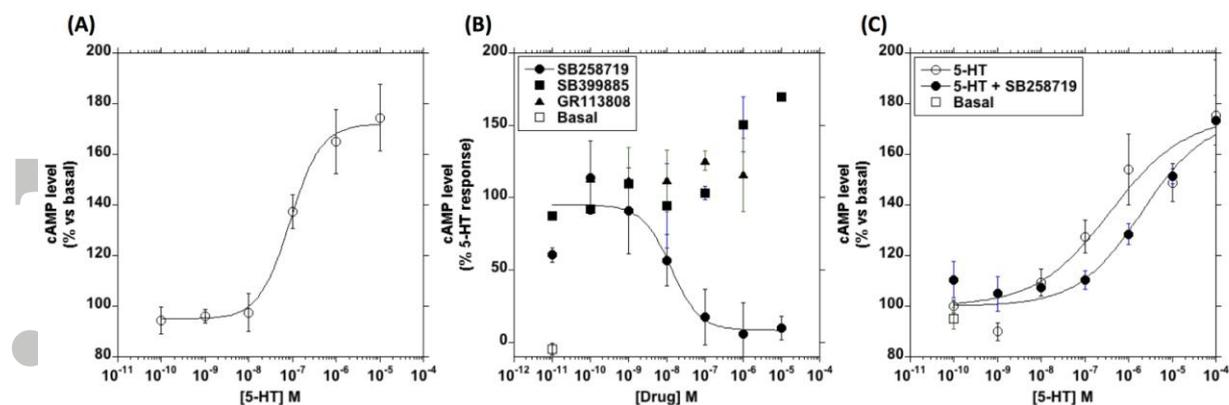 (A)
200
180
160
140
120
100
80
cAMP level
(% vs basal)
10-11 10-10 10-9 10-8 10-7 10-6 10-5 10-4
[5-HT] M
(B)
SB258719
SB399885
GR113808
Basal
200
150
100
50
0
cAMP level
(% 5-HT response)
10-12 10-11 10-10 10-9 10-8 10-7 10-6 10-5 10-4
[Drug] M
(C)
5-HT
5-HT + SB258719
Basal
200
180
160
140
120
100
80
cAMP level
(% vs basal)
10-11 10-10 10-9 10-8 10-7 10-6 10-5 10-4
[5-HT] M